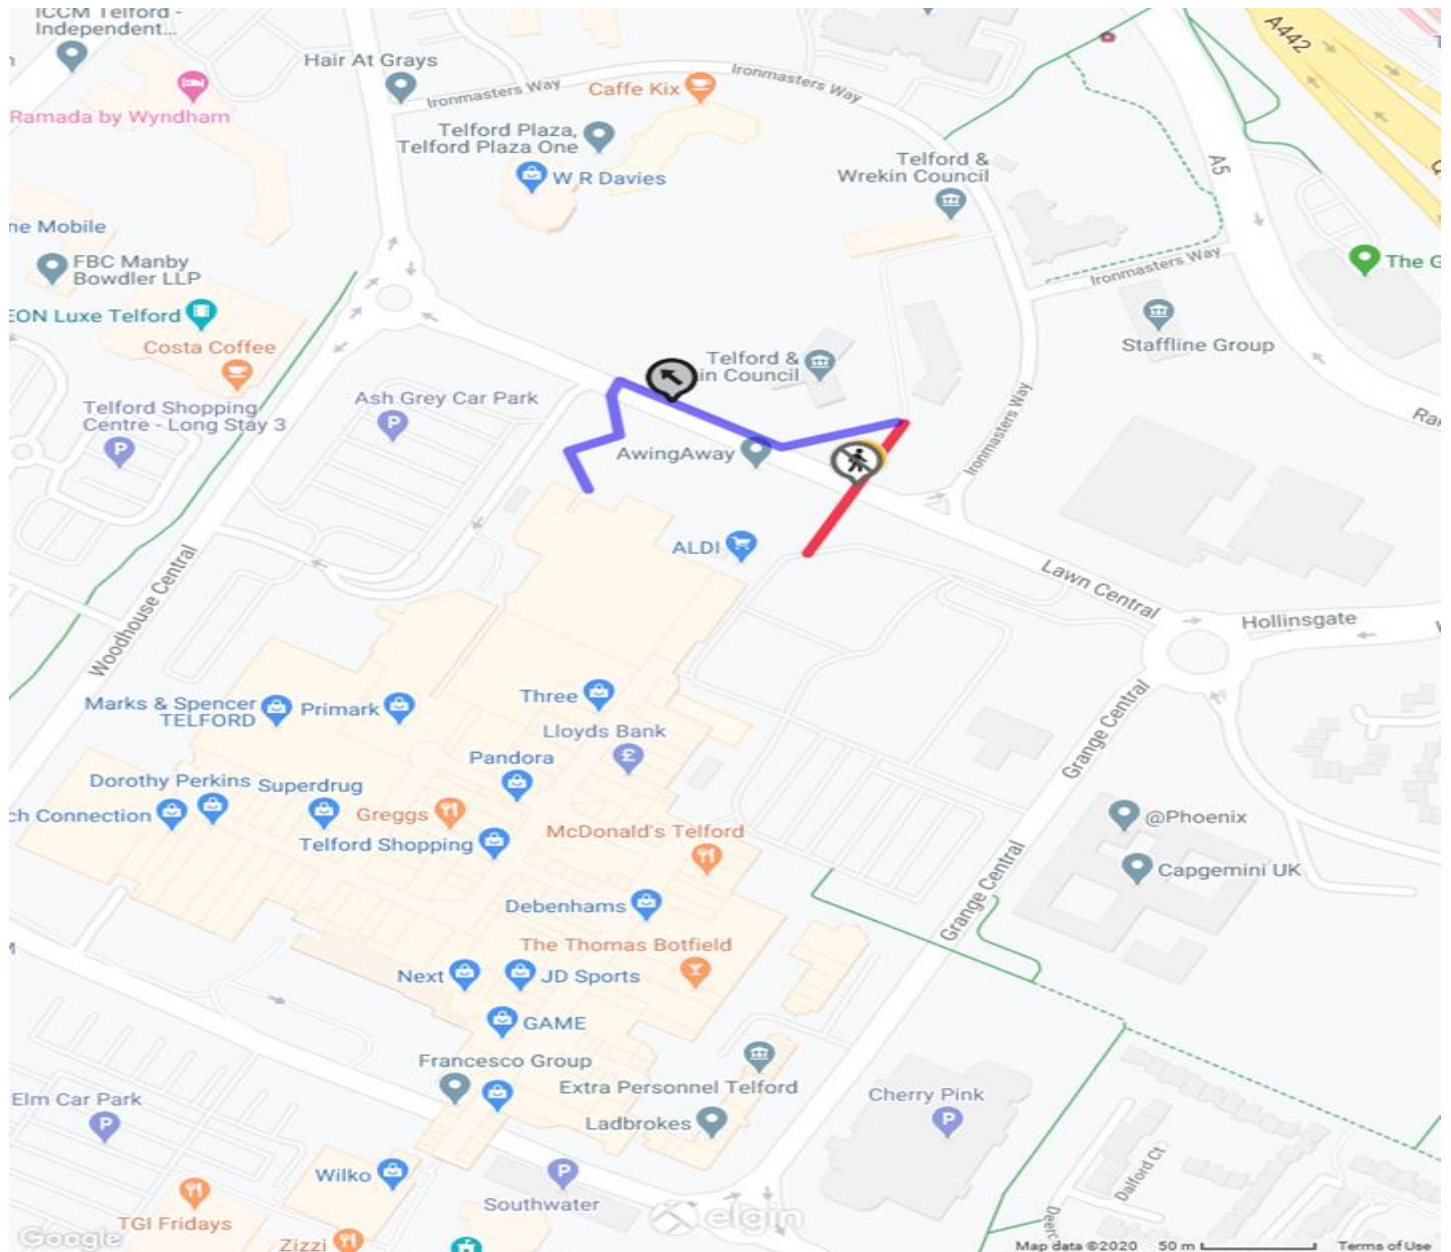 ICCM Telford -
Independent...
Hair At Grays
Ramada by Wyndham
Ironmasters Way
Caffe Kix
Ironmasters Way
A442
Telford Plaza,
Telford Plaza One
W R Davies
Telford &
Wrekin Council
A5
ne Mobile
FBC Manby
Bowdler LLP
EON Luxe Telford
Costa Coffee
Telford Shopping
Centre - Long Stay 3
Ash Grey Car Park
Telford &
in Council
Ironmasters Way
The G
Staffline Group
Ironmasters Way
AwingAway
ALDI
Woodhouse Central
Lawn Central
Hollinsgate
Marks & Spencer
TELFORD
Primark
Three
Lloyds Bank
Grange Central
Pandora
Dorothy Perkins
Superdrug
ch Connection
Greggs
Telford Shopping
McDonald's Telford
@Phoenix
Capgemini UK
Grange Central
Debenhams
The Thomas Botfield
Next
JD Sports
GAME
Francesco Group
Extra Personnel Telford
Ladbrokes
Elm Car Park
Cherry Pink
Wilko
Southwater
Dalford Ct
Deerc
TGI Fridays
Zizzi
elgin
Google
Map data ©2020 50 m Terms of Use